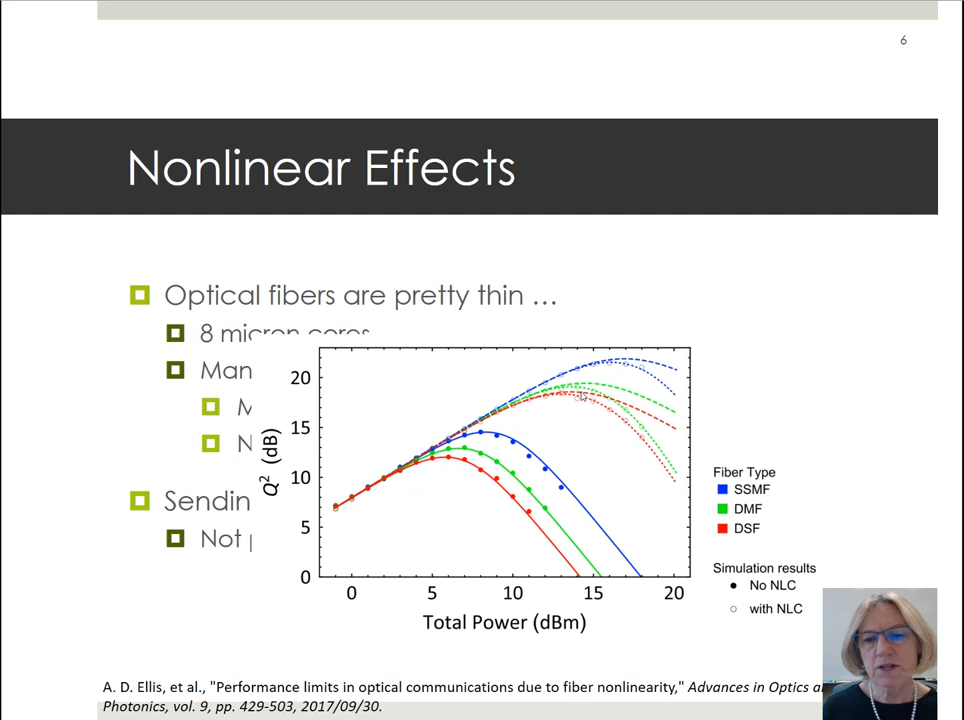 6
Nonlinear Effects
Optical fibers are pretty thin …
8 micron cores
Man
M
N
Sendin
Not
Q² (dB)
20
15
10
5
0
0 5 10 15 20
Total Power (dBm)
Fiber Type
SSMF
DMF
DSF
Simulation results
No NLC
with NLC
A. D. Ellis, et al., "Performance limits in optical communications due to fiber nonlinearity," Advances in Optics a
Photonics, vol. 9, pp. 429-503, 2017/09/30.